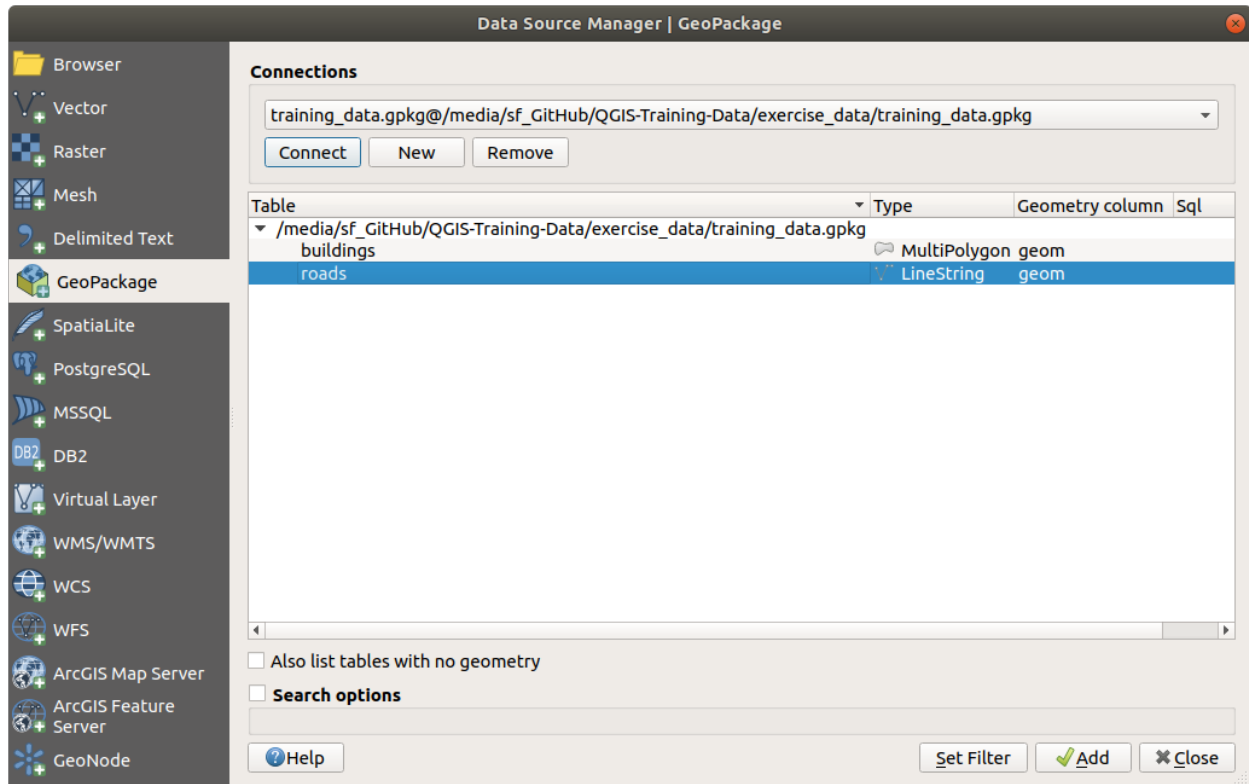 Data Source Manager | GeoPackage
Browser
Vector
Raster
Mesh
Delimited Text
GeoPackage
SpatiaLite
PostgreSQL
MSSQL
DB2 DB2
Virtual Layer
WMS/WMTS
WCS
WFS
ArcGIS Map Server
ArcGIS Feature
Server
GeoNode
Connections
training_data.gpkg@/media/sf_GitHub/QGIS-Training-Data/exercise_data/training_data.gpkg
Connect New Remove
Table Type Geometry column Sql
/media/sf_GitHub/QGIS-Training-Data/exercise_data/training_data.gpkg
buildings MultiPolygon geom
roads LineString geom
Also list tables with no geometry
Search options
Help Set Filter Add Close